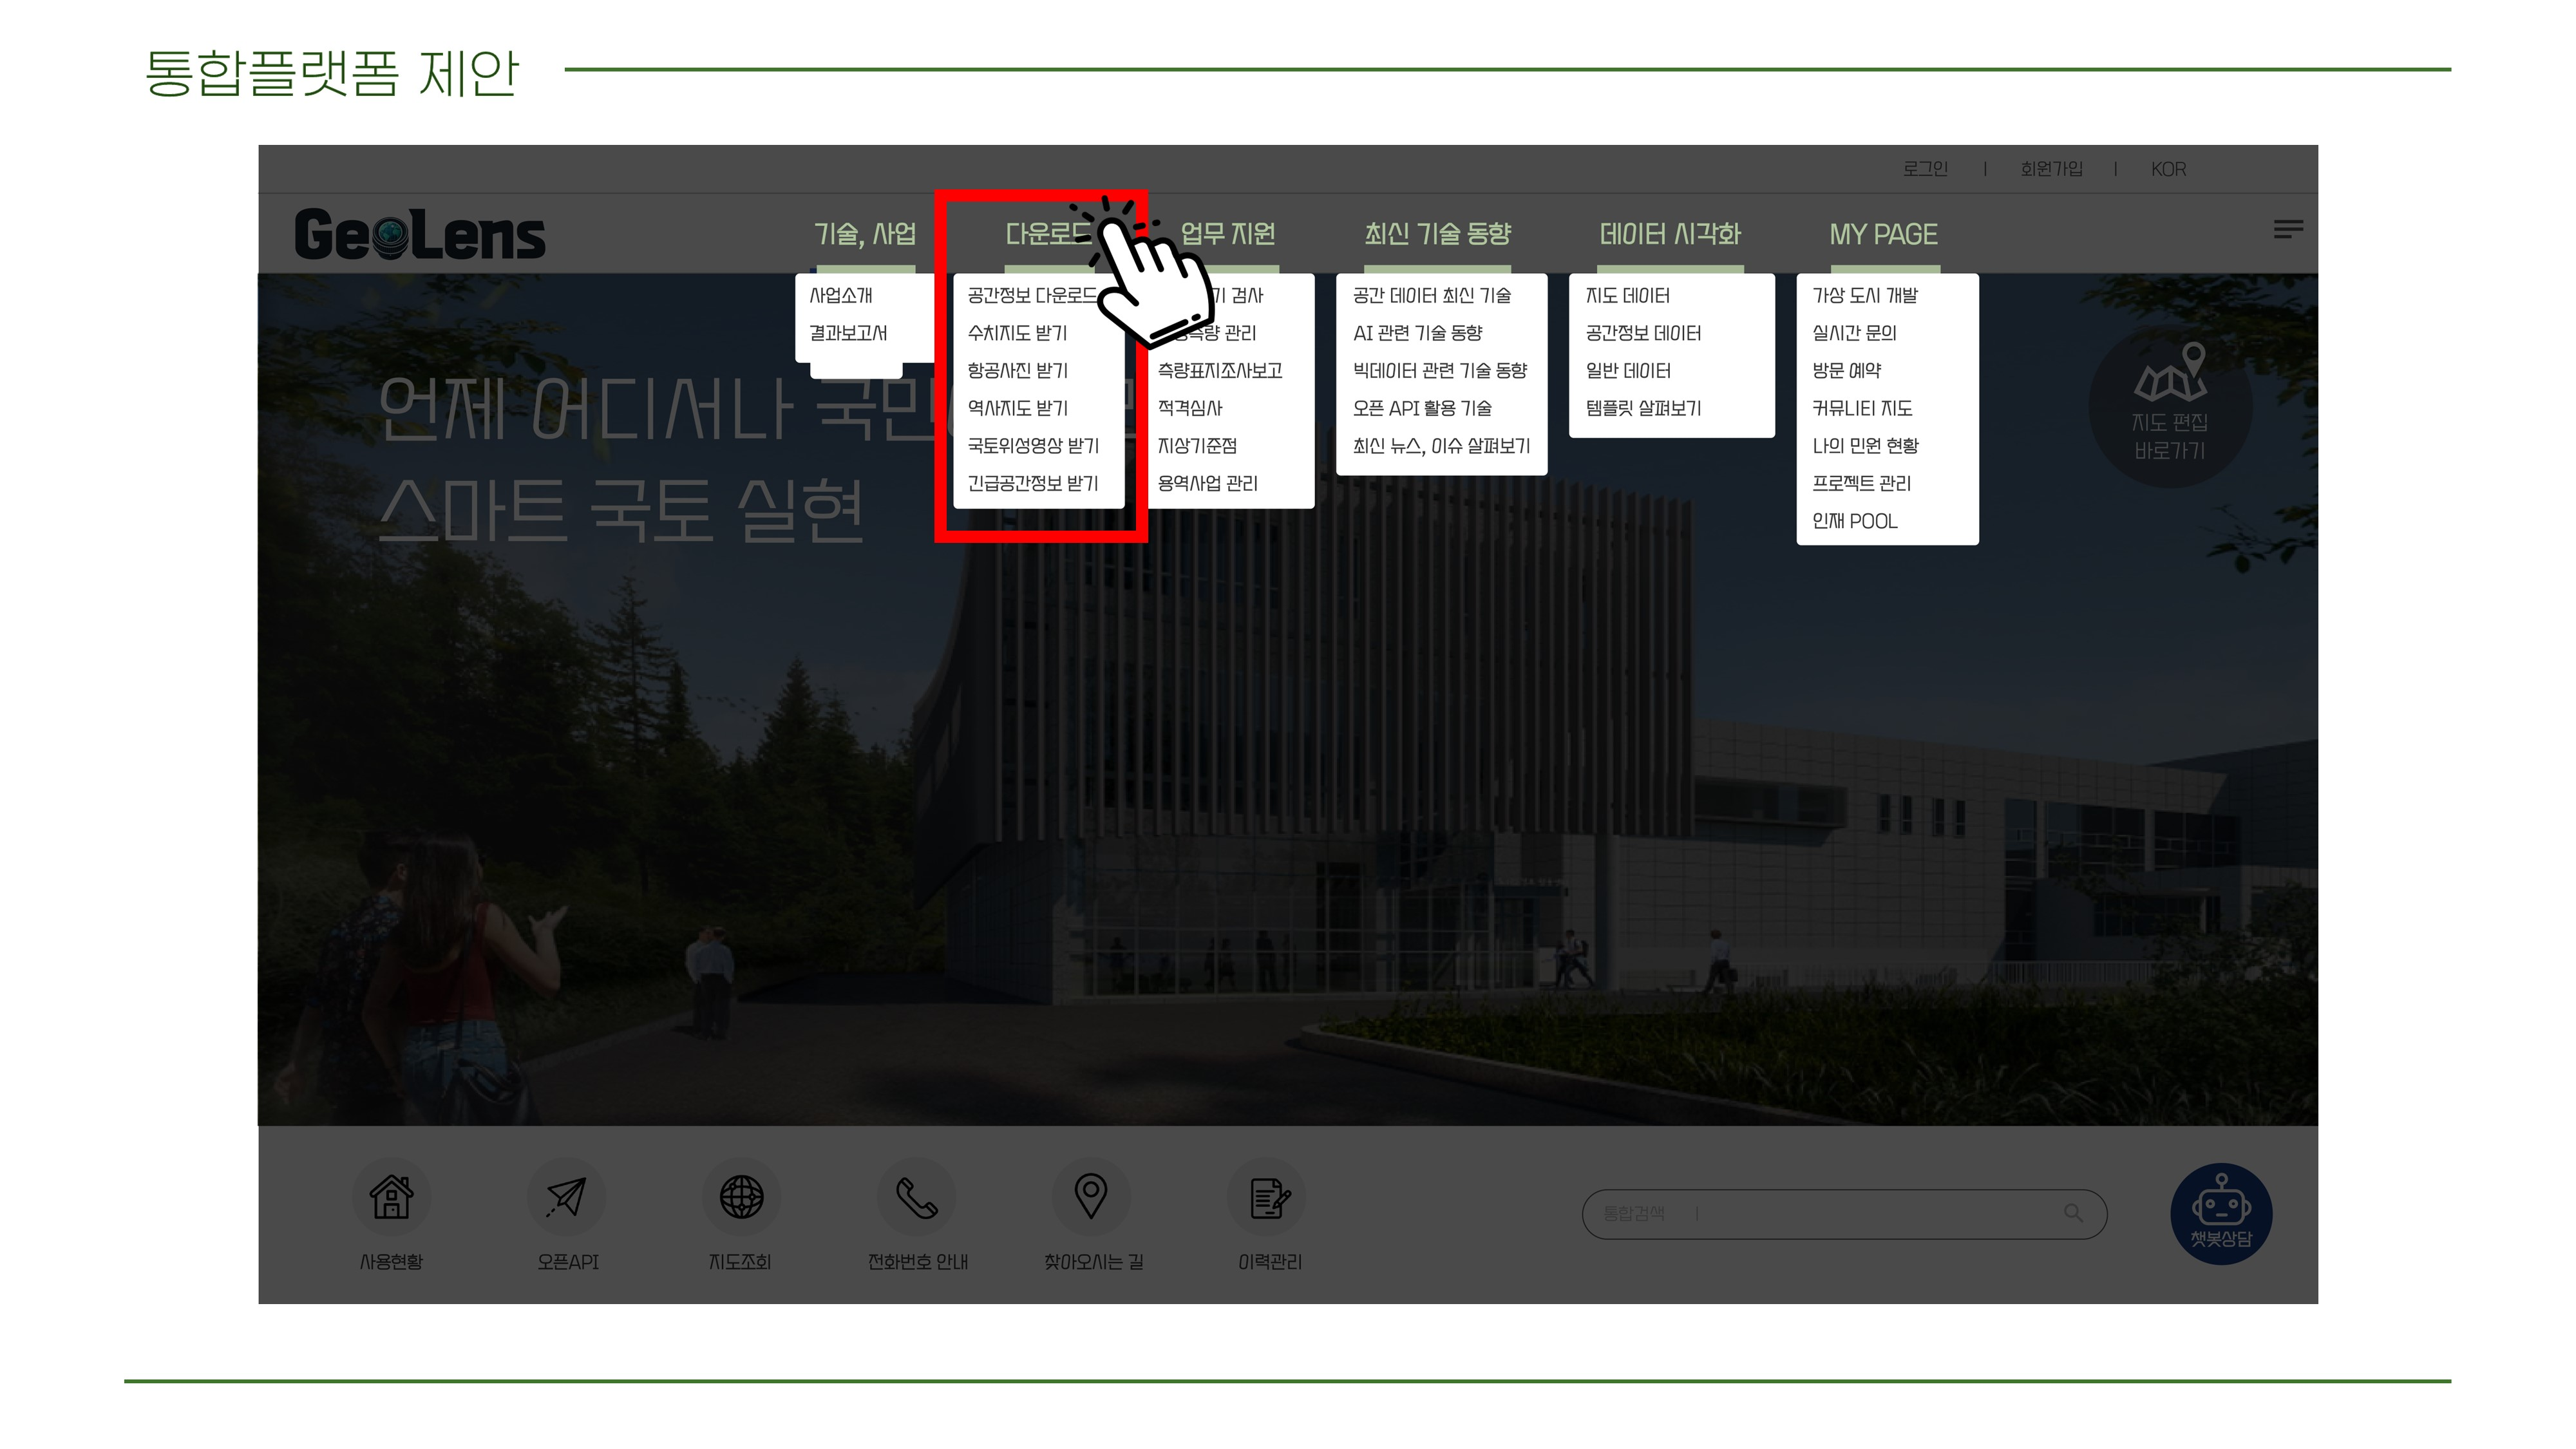 통합플랫폼 제안
로그인 | 회원가입 | KOR
GeoLens
기술, 사업
다운로드
업무 지원
최신 기술 동향
데이터 시각화
MY PAGE
사업소개
결과보고서
공간정보 다운로드
수치지도 받기
항공사진 받기
역사지도 받기
국토위성영상 받기
긴급공간정보 받기
검사
측량 관리
측량표지조사보고
적격심사
지상기준점
용역사업 관리
공간 데이터 최신 기술
AI 관련 기술 동향
빅데이터 관련 기술 동향
오픈 API 활용 기술
최신 뉴스, 이슈 살펴보기
지도 데이터
공간정보 데이터
일반 데이터
템플릿 살펴보기
가상 도시 개발
실시간 문의
방문 예약
커뮤니티 지도
나의 민원 현황
프로젝트 관리
인재 POOL
언제 어디서나
스마트 국토 실현
지도 편집
바로가기
사용현황
오픈API
지도조회
전화번호 안내
찾아오시는 길
이력관리
통합검색 |
챗봇상담